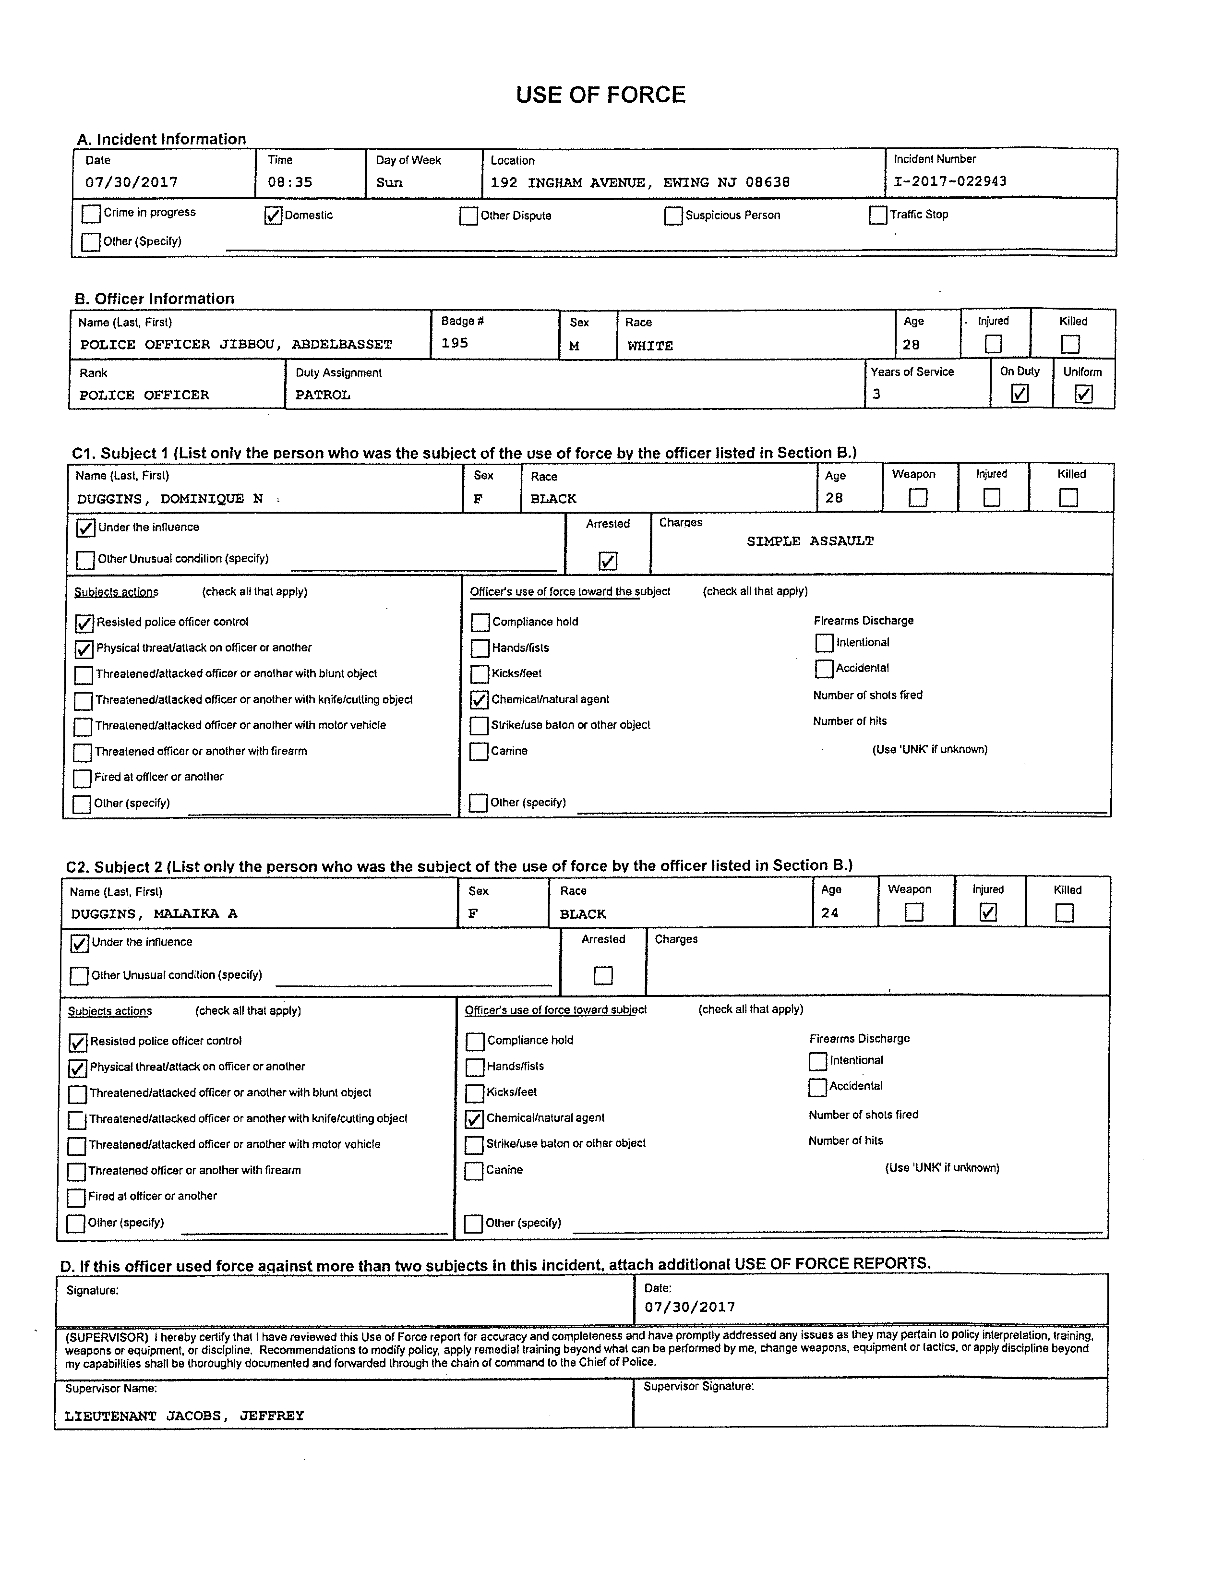 USE OF FORCE
A. Incident Information
Date Time Day of Week Location Incident Number
07/30/2017 08:35 Sun 192 INGHAM AVENUE, EWING NJ 08638 I-2017-022943
Crime in progress Domestic Other Dispute Suspicious Person Traffic Stop
Other (Specify)
B. Officer Information
Name (Last, First) Badge # Sex Race Age Injured Killed
POLICE OFFICER JIBBOU, ABDELBASSET 195 M WHITE 28
Rank Duty Assignment Years of Service On Duty Uniform
POLICE OFFICER PATROL 3
C1. Subject 1 (List only the person who was the subject of the use of force by the officer listed in Section B.)
Name (Last, First) Sex Race Age Weapon Injured Killed
DUGGINS, DOMINIQUE N F BLACK 28
Under the influence Arrested Charges
SIMPLE ASSAULT
Other Unusual condition (specify)
Subjects actions (check all that apply) Officer's use of force toward the subject (check all that apply)
Resisted police officer control Compliance hold Firearms Discharge
Physical threat/attack on officer or another Hands/fists Intentional
Threatened/attacked officer or another with blunt object Kicks/feet Accidental
Threatened/attacked officer or another with knife/cutting object Chemical/natural agent Number of shots fired
Threatened/attacked officer or another with motor vehicle Strike/use baton or other object Number of hits
Threatened officer or another with firearm Canine (Use 'UNK' if unknown)
Fired at officer or another
Other (specify) Other (specify)
C2. Subject 2 (List only the person who was the subject of the use of force by the officer listed in Section B.)
Name (Last, First) Sex Race Age Weapon Injured Killed
DUGGINS, MALAIKA A F BLACK 24
Under the influence Arrested Charges
Other Unusual condition (specify)
Subjects actions (check all that apply) Officer's use of force toward subject (check all that apply)
Resisted police officer control Compliance hold Firearms Discharge
Physical threat/attack on officer or another Hands/fists Intentional
Threatened/attacked officer or another with blunt object Kicks/feet Accidental
Threatened/attacked officer or another with knife/cutting object Chemical/natural agent Number of shots fired
Threatened/attacked officer or another with motor vehicle Strike/use baton or other object Number of hits
Threatened officer or another with firearm Canine (Use 'UNK' if unknown)
Fired at officer or another
Other (specify) Other (specify)
D. If this officer used force against more than two subjects in this incident, attach additional USE OF FORCE REPORTS.
Signature: Date:
07/30/2017
(SUPERVISOR) I hereby certify that I have reviewed this Use of Force report for accuracy and completeness and have promptly addressed any issues as they may pertain to policy interpretation, training,
weapons or equipment, or discipline. Recommendations to modify policy, apply remedial training beyond what can be performed by me, change weapons, equipment or tactics, or apply discipline beyond
my capabilities shall be thoroughly documented and forwarded through the chain of command to the Chief of Police.
Supervisor Name: Supervisor Signature:
LIEUTENANT JACOBS, JEFFREY